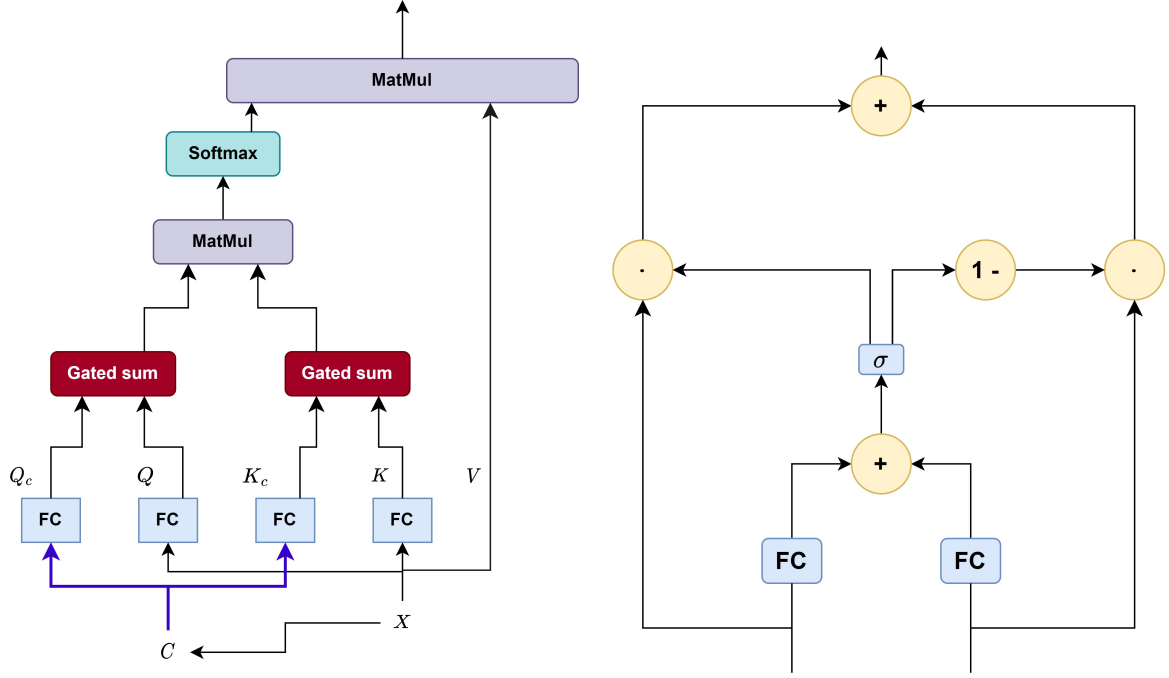 MatMul
Softmax
MatMul
Gated sum Gated sum
Q_c Q K_c K V
FC FC FC FC
C X
+
· 1 - ·
σ
+
FC FC